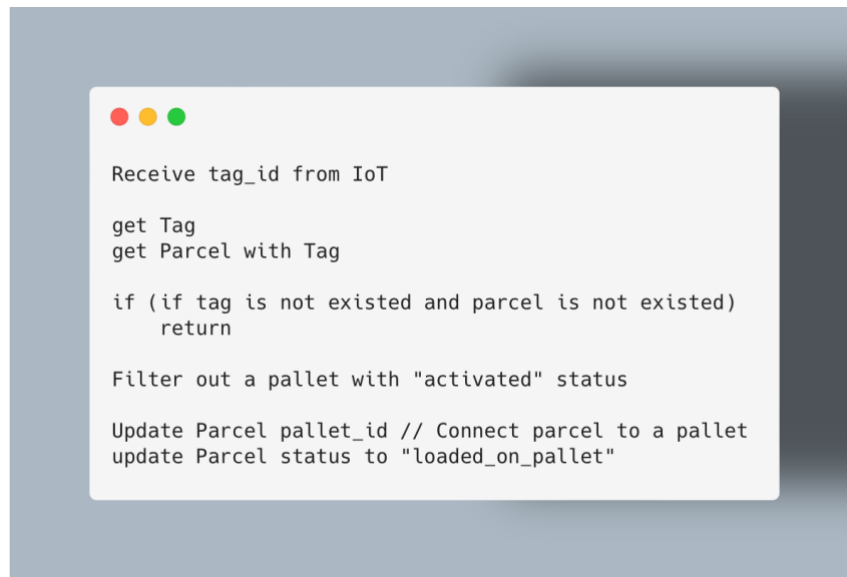 Receive tag_id from IoT
get Tag
get Parcel with Tag
if (if tag is not existed and parcel is not existed)
return
Filter out a pallet with "activated" status
Update Parcel pallet_id // Connect parcel to a pallet
update Parcel status to "loaded_on_pallet"